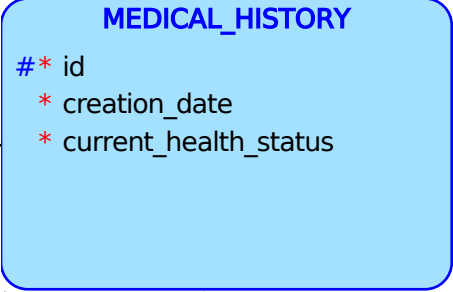 MEDICAL_HISTORY
#* id
* creation_date
* current_health_status